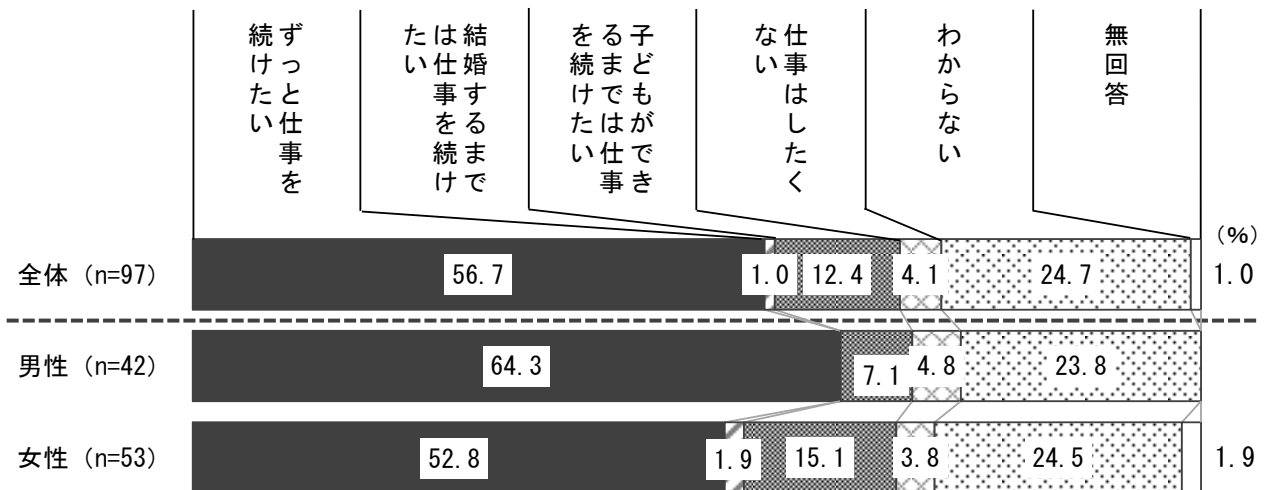 ずっと仕事を
続けたい
結婚するまで
は仕事を続け
たい
子どもができ
るまでは仕事
を続けたい
仕事はしたく
ない
わからない
無回答
(%)
全体 (n=97)
56.7
1.0
12.4
4.1
24.7
1.0
男性 (n=42)
64.3
7.1
4.8
23.8
女性 (n=53)
52.8
1.9
15.1
3.8
24.5
1.9